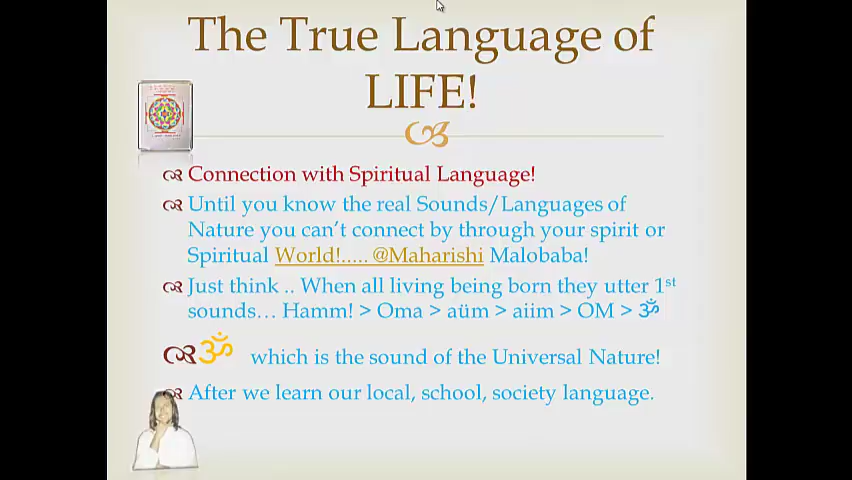 The True Language of
LIFE!
Connection with Spiritual Language!
Until you know the real Sounds/Languages of
Nature you can’t connect by through your spirit or
Spiritual World!..... @Maharishi Malobaba!
Just think .. When all living being born they utter 1st
sounds… Hamm! > Oma > aüm > aiim > OM > ॐ
ॐ which is the sound of the Universal Nature!
After we learn our local, school, society language.